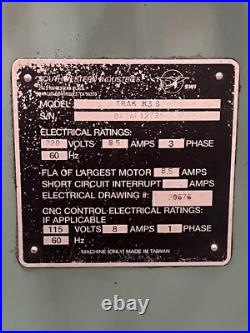 SOUTHWESTERN INDUSTRIES
SWI
MODEL TRAK K3 S
S/N
ELECTRICAL RATINGS:
220 VOLTS 8.5 AMPS 3 PHASE
60 Hz
FLA OF LARGEST MOTOR 8.5 AMPS
SHORT CIRCUIT INTERRUPT AMPS
ELECTRICAL DRAWING #: 20676
CNC CONTROL ELECTRICAL RATINGS:
IF APPLICABLE
115 VOLTS 8 AMPS 1 PHASE
60 Hz
MACHINE (ONLY) MADE IN TAIWAN